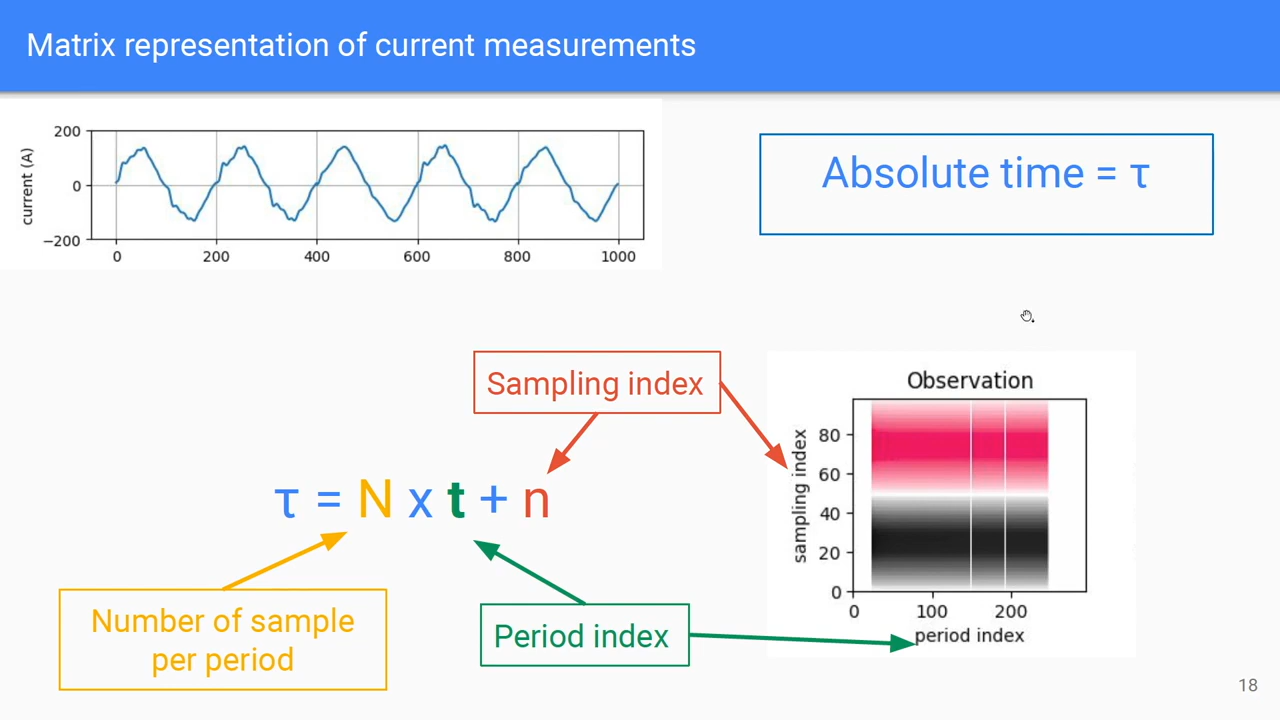 Matrix representation of current measurements
200
0
−200
current (A)
0
200
400
600
800
1000
Absolute time = τ
Sampling index
τ = N x t + n
Number of sample
per period
Period index
Observation
80
60
40
20
0
sampling index
0
100
200
period index
18